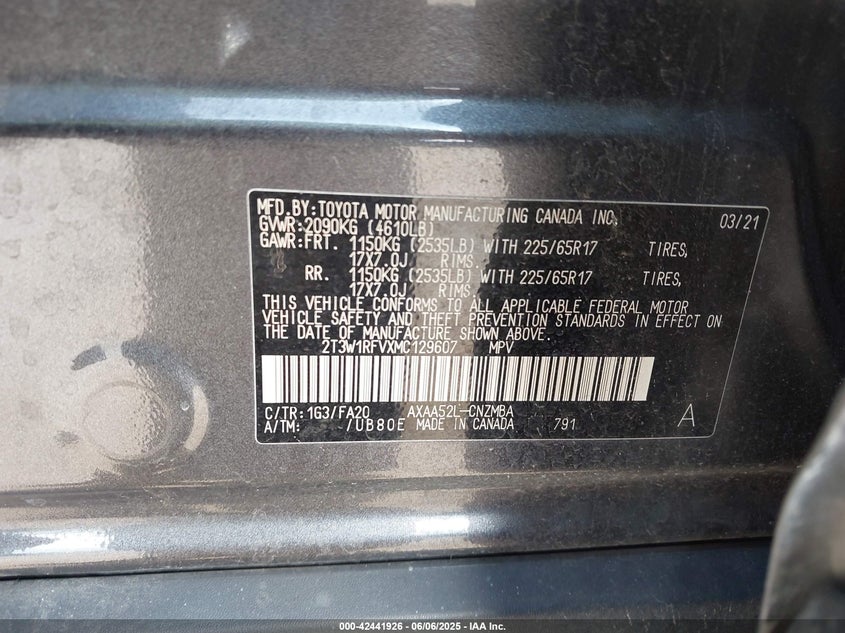 MFD.BY:TOYOTA MOTOR MANUFACTURING CANADA INC. 03/21
GVWR:2090KG (4610LB)
GAWR:FRT. 1150KG (2535LB) WITH 225/65R17 TIRES,
17X7.0J RIMS.
RR. 1150KG (2535LB) WITH 225/65R17 TIRES,
17X7.0J RIMS.
THIS VEHICLE CONFORMS TO ALL APPLICABLE FEDERAL MOTOR
VEHICLE SAFETY AND THEFT PREVENTION STANDARDS IN EFFECT ON
THE DATE OF MANUFACTURE SHOWN ABOVE.
2T3W1RFVXMC129607 MPV
C/TR:1G3/FA20 AXAA52L-CNZMBA A
A/TM: /UB80E MADE IN CANADA 791
000-42441926 - 06/06/2025 - IAA Inc.